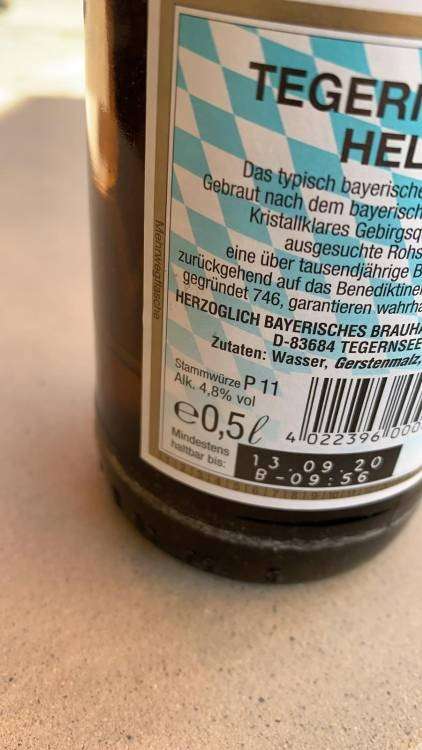 TEGERN
HEL
Das typisch bayerische
Gebraut nach dem bayerisch
Kristallklares Gebirgsq
ausgesuchte Rohs
eine über tausendjährige B
zurückgehend auf das Benediktine
gegründet 746, garantieren wahrha
HERZOGLICH BAYERISCHES BRAUHA
D-83684 TEGERNSEE
Zutaten: Wasser, Gerstenmalz,
Stammwürze P 11
Alk. 4,8% vol
e0,5ℓ
4 022396 000
Mindestens
haltbar bis:
13.09.20
B-09:56
Mehrwegflasche